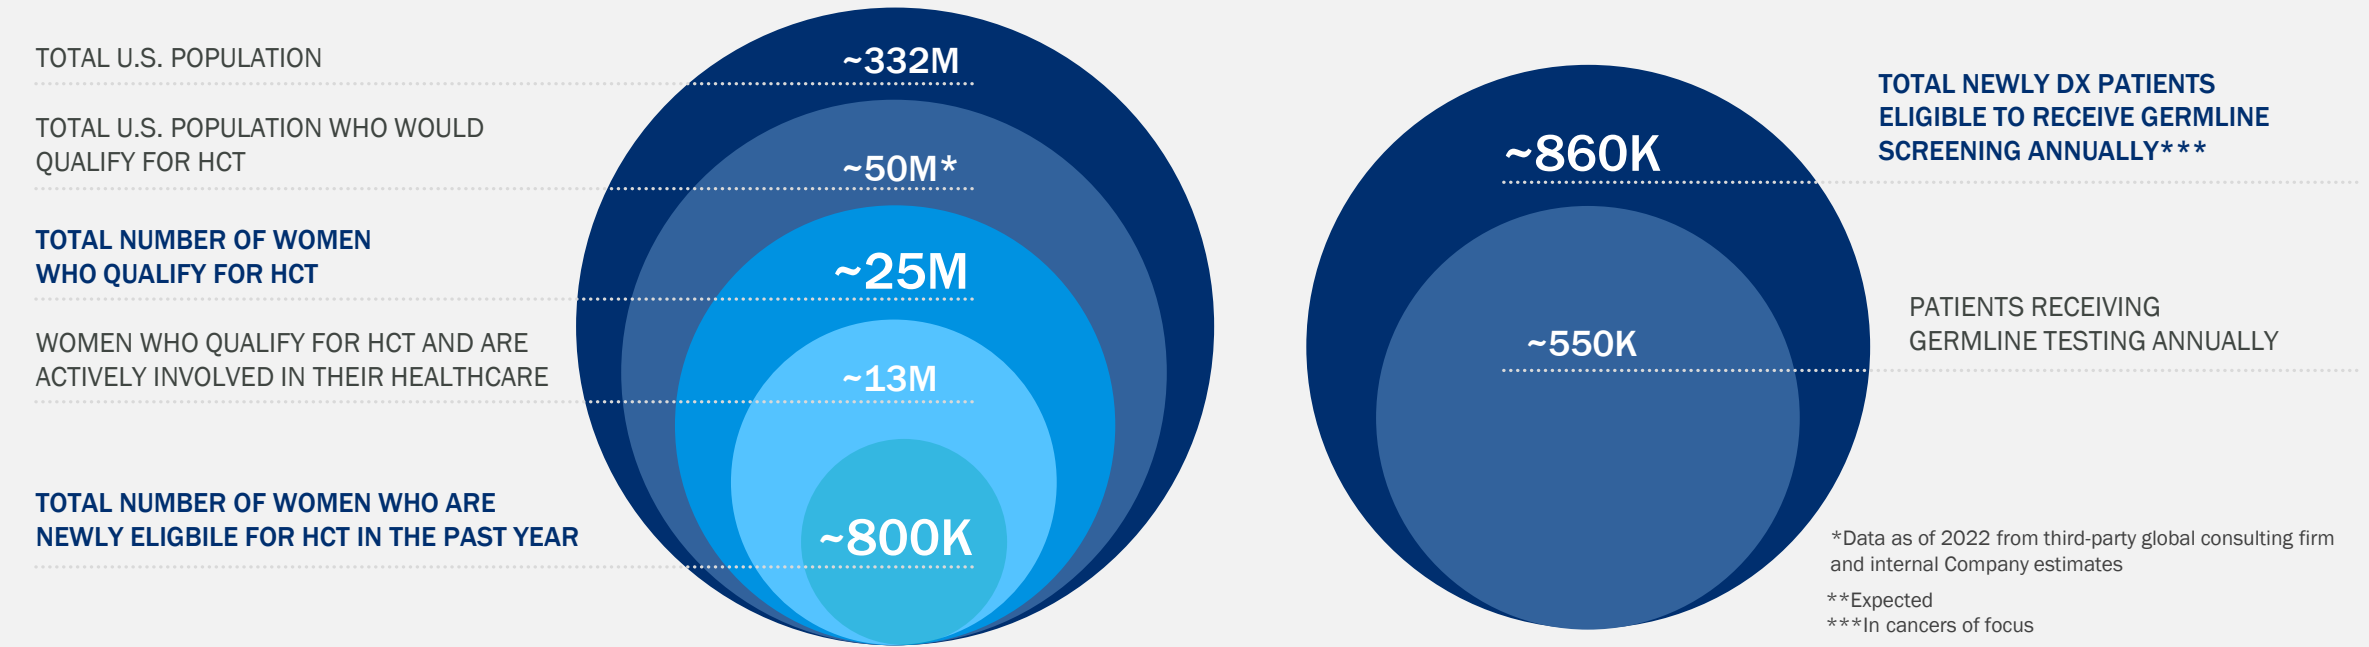 TOTAL U.S. POPULATION
~332M
TOTAL U.S. POPULATION WHO WOULD
QUALIFY FOR HCT
~50M*
TOTAL NUMBER OF WOMEN
WHO QUALIFY FOR HCT
~25M
WOMEN WHO QUALIFY FOR HCT AND ARE
ACTIVELY INVOLVED IN THEIR HEALTHCARE
~13M
TOTAL NUMBER OF WOMEN WHO ARE
NEWLY ELIGBILE FOR HCT IN THE PAST YEAR
~800K
~860K
TOTAL NEWLY DX PATIENTS
ELIGIBLE TO RECEIVE GERMLINE
SCREENING ANNUALLY***
~550K
PATIENTS RECEIVING
GERMLINE TESTING ANNUALLY
*Data as of 2022 from third-party global consulting firm
and internal Company estimates
**Expected
***In cancers of focus